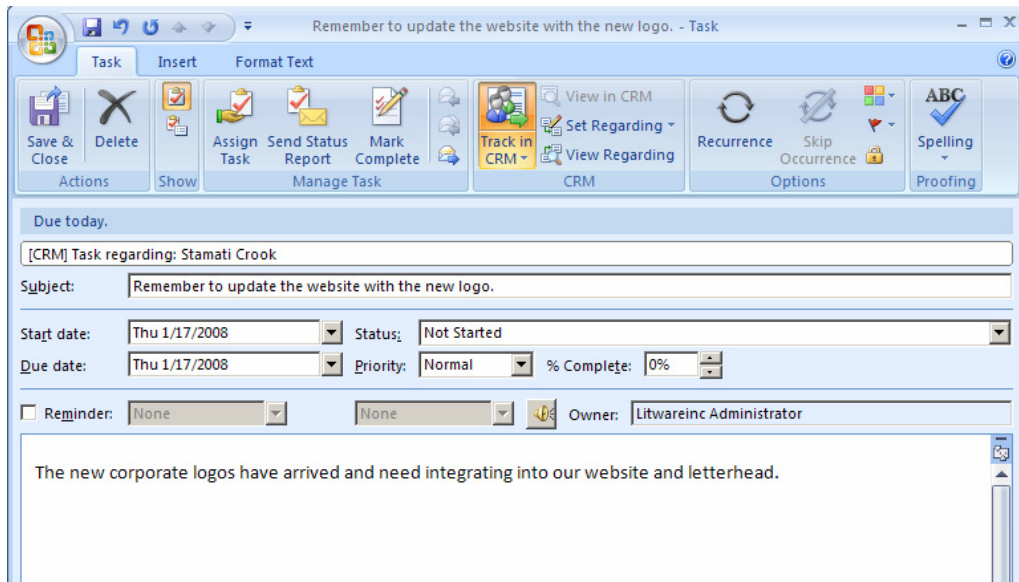 Remember to update the website with the new logo. - Task
Task Insert Format Text
Save & Close
Delete
Actions
Show
Assign Task
Send Status Report
Mark Complete
Manage Task
Track in CRM
View in CRM
Set Regarding
View Regarding
CRM
Recurrence
Skip Occurrence
Options
ABC
Spelling
Proofing
Due today.
[CRM] Task regarding: Stamati Crook
Subject: Remember to update the website with the new logo.
Start date: Thu 1/17/2008 Status: Not Started
Due date: Thu 1/17/2008 Priority: Normal % Complete: 0%
Reminder: None None Owner: Litwareinc Administrator
The new corporate logos have arrived and need integrating into our website and letterhead.